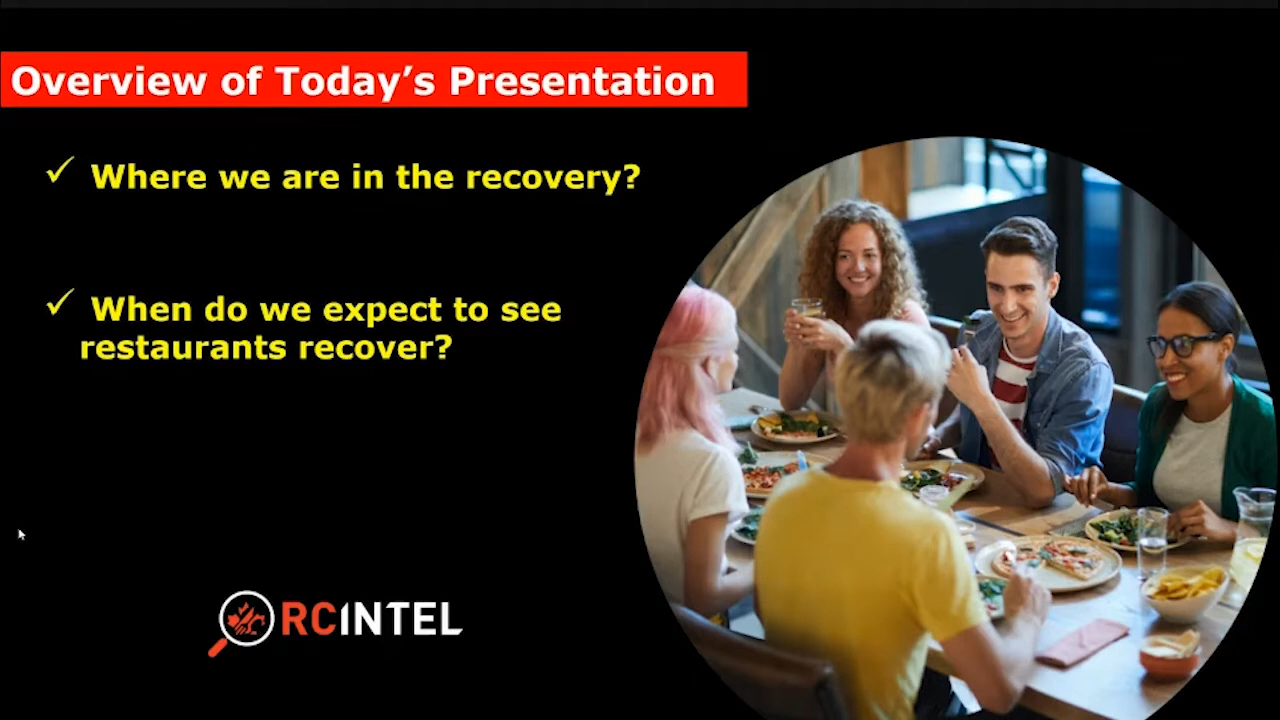 Overview of Today’s Presentation
✓ Where we are in the recovery?
✓ When do we expect to see
restaurants recover?
RCINTEL